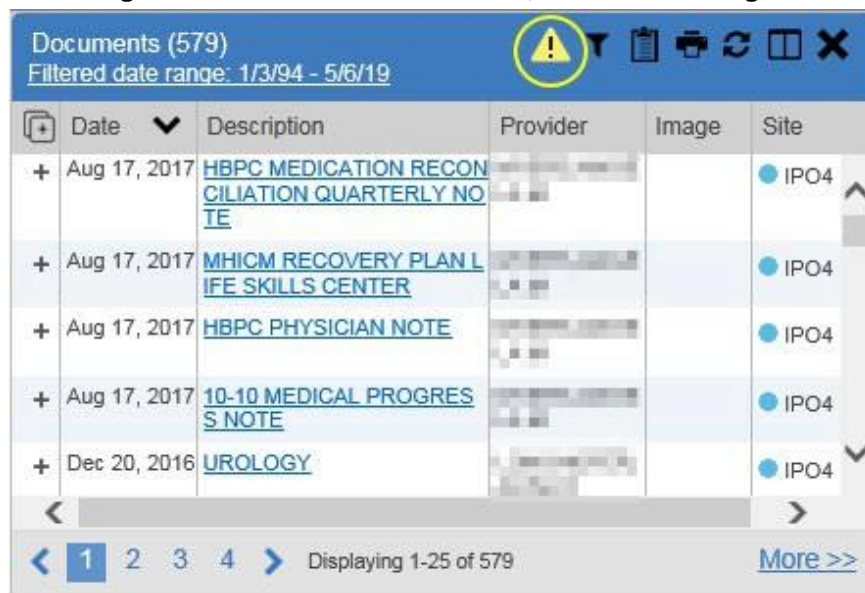 Documents (579)
Filtered date range: 1/3/94 - 5/6/19
Date Description Provider Image Site
+ Aug 17, 2017 HBPC MEDICATION RECON IPO4
CILIATION QUARTERLY NO
TE
+ Aug 17, 2017 MHICM RECOVERY PLAN L IPO4
IFE SKILLS CENTER
+ Aug 17, 2017 HBPC PHYSICIAN NOTE IPO4
+ Aug 17, 2017 10-10 MEDICAL PROGRES IPO4
S NOTE
+ Dec 20, 2016 UROLOGY IPO4
1 2 3 4 Displaying 1-25 of 579 More >>